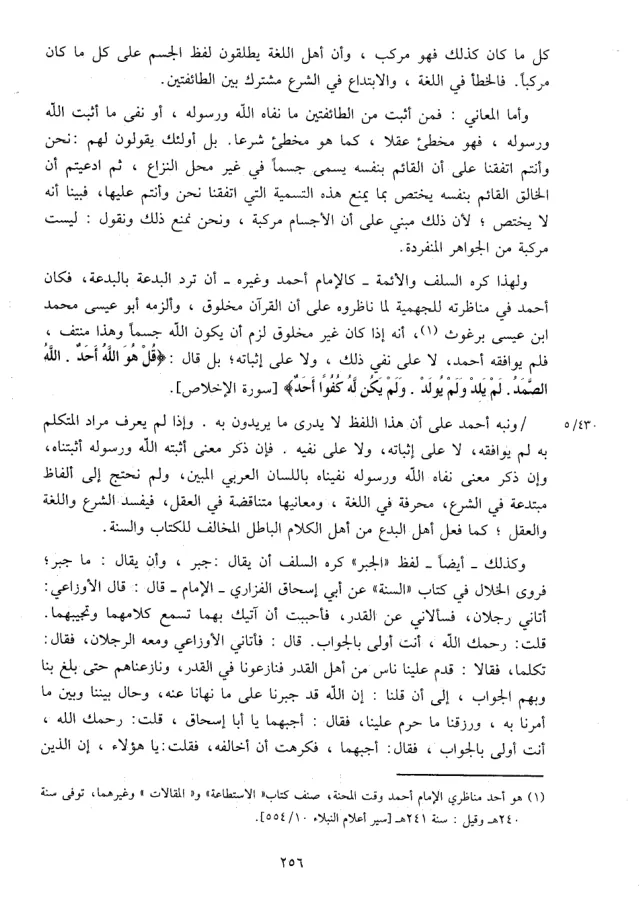 كل ما كان كذلك فهو مركب ، وأن أهل اللغة يطلقون لفظ الجسم على كل ما كان
مركباً. فالخطأ في اللغة ، والابتداع في الشرع مشترك بين الطائفتين.
وأما المعاني : فمن أثبت من الطائفتين ما نفاه الله ورسوله ، أو نفى ما أثبت الله
ورسوله ، فهو مخطئ عقلا ، كما هو مخطئ شرعا. بل أولئك يقولون لهم :نحن
وأنتم اتفقنا على أن القائم بنفسه يسمى جسماً في غير محل النزاع ، ثم ادعيتم أن
الخالق القائم بنفسه يختص بما يمنع هذه التسمية التي اتفقنا نحن وأنتم عليها، فبينا أنه
لا يختص ؛ لأن ذلك مبني على أن الأجسام مركبة ، ونحن نمنع ذلك ونقول : ليست
مركبة من الجواهر المنفردة.
ولهذا كره السلف والأئمة ـ كالإمام أحمد وغيره ـ أن ترد البدعة بالبدعة، فكان
أحمد في مناظرته للجهمية لما ناظروه على أن القرآن مخلوق ، وألزمه أبو عيسى محمد
ابن عيسى برغوث (١)، أنه إذا كان غير مخلوق لزم أن يكون الله جسماً وهذا منتف ،
فلم يوافقه أحمد، لا على نفي ذلك ، ولا على إثباته؛ بل قال :﴿قُلْ هُوَ اللَّهُ أَحَدٌ . اللَّهُ
الصَّمَدُ. لَمْ يَلِدْ وَلَمْ يُولَدْ . وَلَمْ يَكُن لَّهُ كُفُوًا أَحَدٌ﴾ [سورة الإخلاص].
٥/٤٣٠ /ونبه أحمد على أن هذا اللفظ لا يدرى ما يريدون به . وإذا لم يعرف مراد المتكلم
به لم يوافقه، لا على إثباته، ولا على نفيه . فإن ذكر معنى أثبته الله ورسوله أثبتناه،
وإن ذكر معنى نفاه الله ورسوله نفيناه باللسان العربي المبين، ولم نحتج إلى ألفاظ
مبتدعة في الشرع، محرفة في اللغة ، ومعانيها متناقضة في العقل، فيفسد الشرع واللغة
والعقل ؛ كما فعل أهل البدع من أهل الكلام الباطل المخالف للكتاب والسنة.
وكذلك ـ أيضاً ـ لفظ «الجبر» كره السلف أن يقال :جبر ، وأن يقال : ما جبر؛
فروى الخلال في كتاب «السنة» عن أبي إسحاق الفزاري ـ الإمام ـ قال : قال الأوزاعي:
أتاني رجلان، فسألاني عن القدر، فأحببت أن آتيك بهما تسمع كلامهما وتجيبهما.
قلت: رحمك الله ، أنت أولى بالجواب. قال : فأتاني الأوزاعي ومعه الرجلان، فقال:
تكلما، فقالا : قدم علينا ناس من أهل القدر فنازعونا في القدر، ونازعناهم حتى بلغ بنا
وبهم الجواب ، إلى أن قلنا : إن الله قد جبرنا على ما نهانا عنه، وحال بيننا وبين ما
أمرنا به ، ورزقنا ما حرم علينا، فقال : أجبهما يا أبا إسحاق ، قلت: رحمك الله ،
أنت أولى بالجواب ، فقال: أجبهما ، فكرهت أن أخالفه، فقلت:يا هؤلاء ، إن الذين
(١) هو أحد مناظري الإمام أحمد وقت المحنة، صنف كتاب« الاستطاعة» و« المقالات » وغيرهما، توفى سنة
٢٤٠هـ وقيل : سنة ٢٤١هـ [سير أعلام النبلاء ٥٥٤/١٠].
٢٥٦